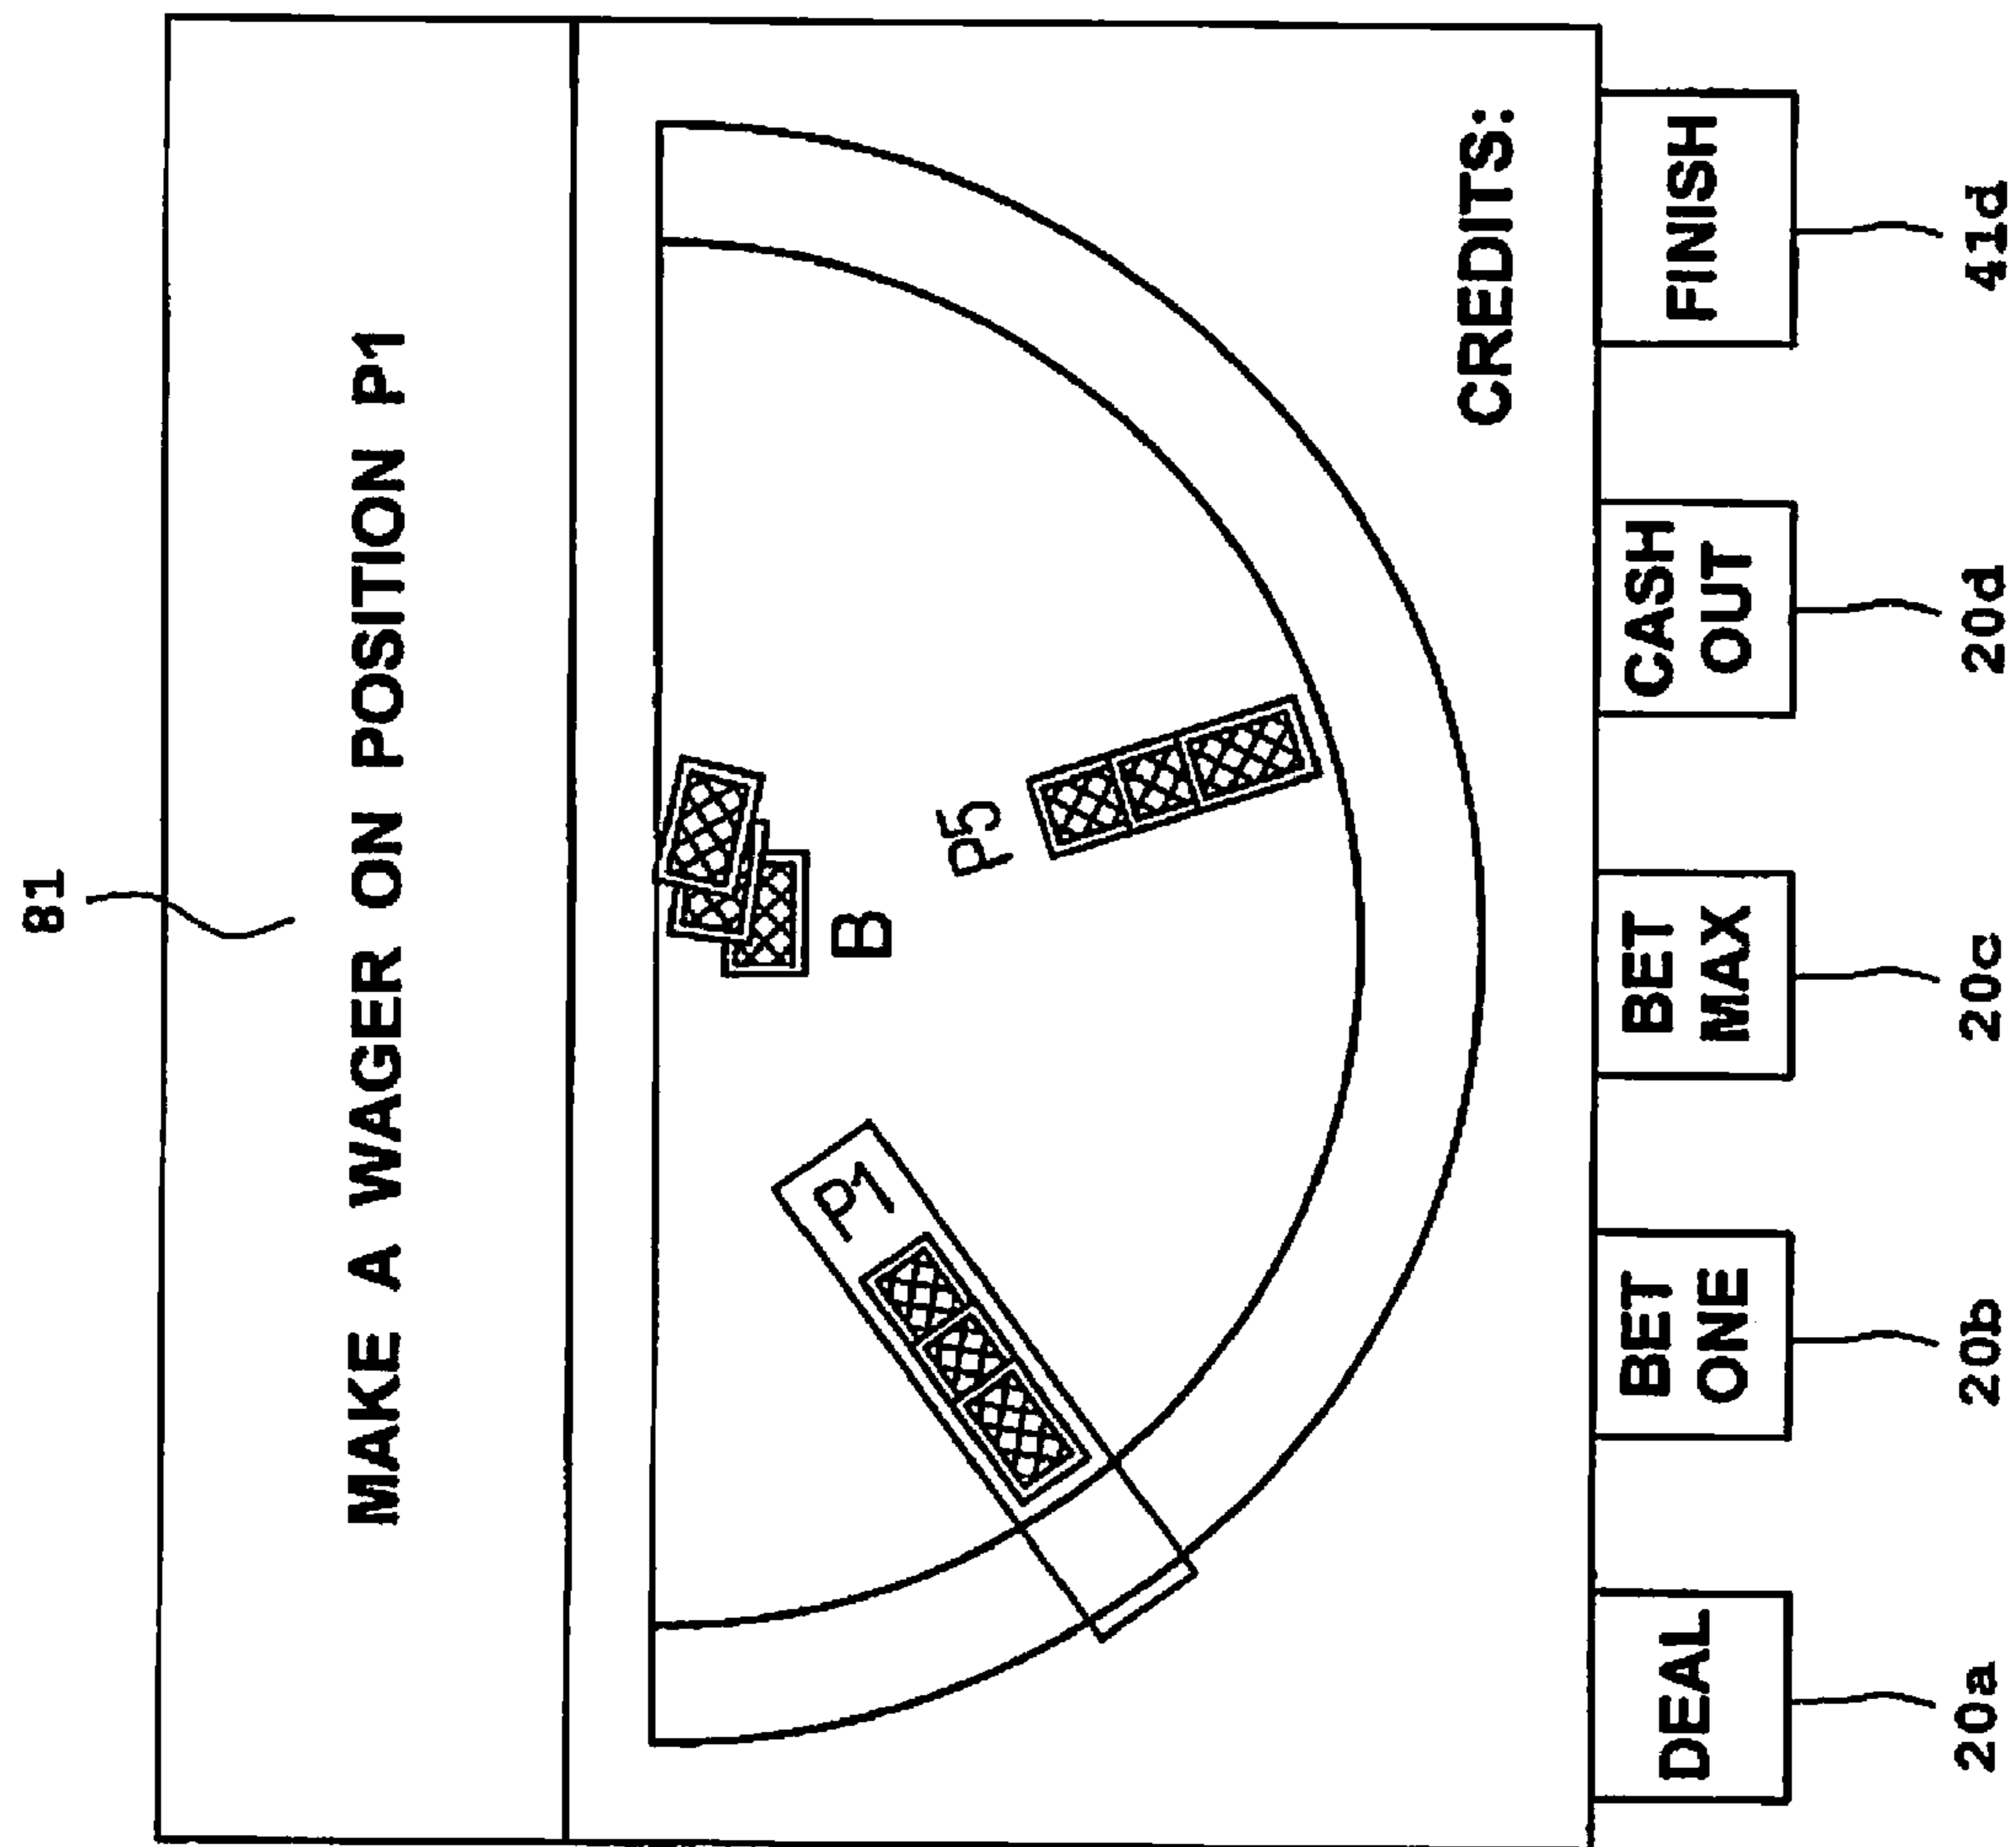 81
MAKE A WAGER ON POSITION P1
B
P1
P5
CREDITS:
DEAL
BET
ONE
BET
MAX
CASH
OUT
FINISH
20a
20b
20c
20d
41d